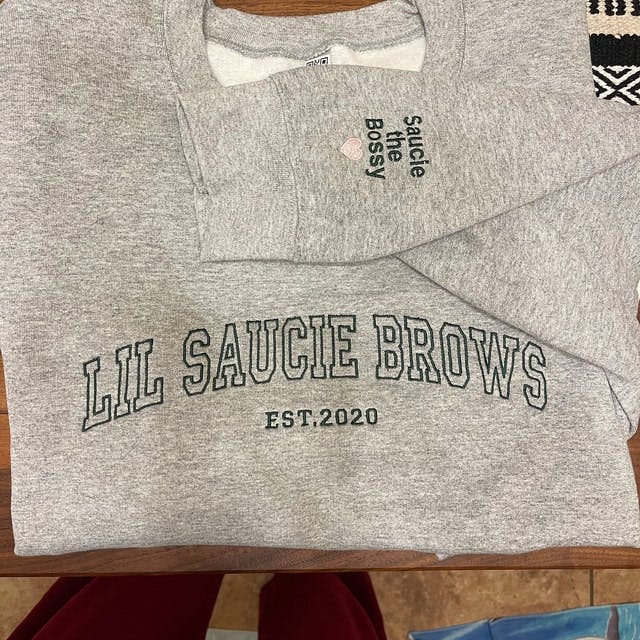 Saucie
the
Bossy
LIL SAUCIE BROWS
EST.2020